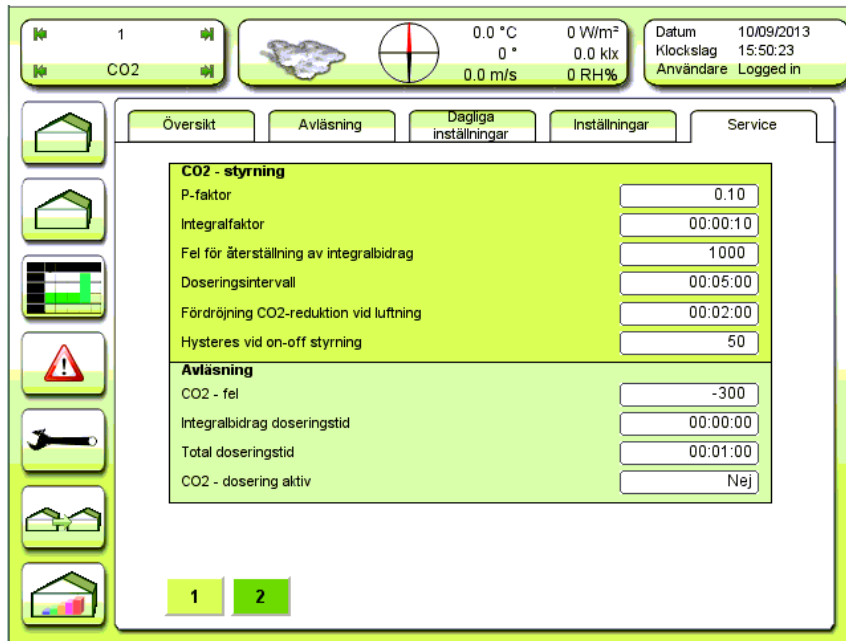 1
CO2
0.0 °C 0 W/m²
0 ° 0.0 klx
0.0 m/s 0 RH%
Datum 10/09/2013
Klockslag 15:50:23
Användare Logged in
Översikt
Avläsning
Dagliga
inställningar
Inställningar
Service
CO2 - styrning
P-faktor 0.10
Integralfaktor 00:00:10
Fel för återställning av integralbidrag 1000
Doseringsintervall 00:05:00
Fördröjning CO2-reduktion vid luftning 00:02:00
Hysteres vid on-off styrning 50
Avläsning
CO2 - fel -300
Integralbidrag doseringstid 00:00:00
Total doseringstid 00:01:00
CO2 - dosering aktiv Nej
1 2